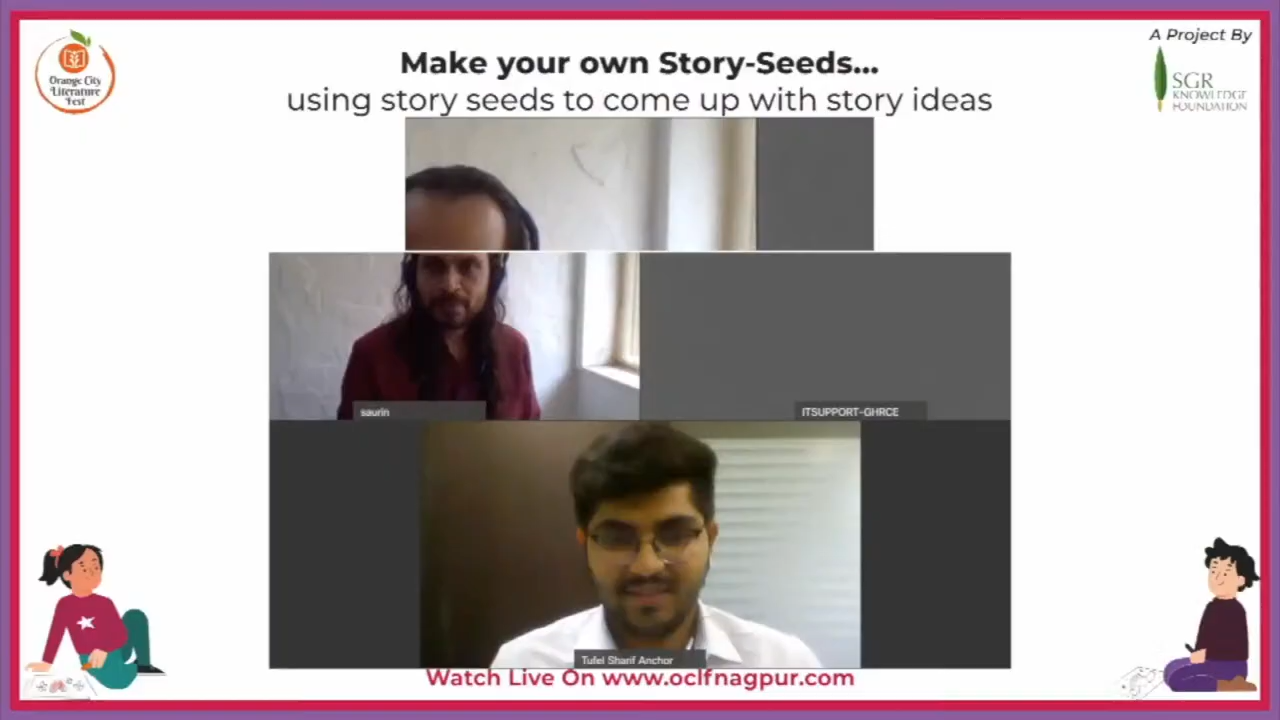 Orange City
Literature
Fest
Make your own Story-Seeds...
using story seeds to come up with story ideas
A Project By
SGR
KNOWLEDGE
FOUNDATION
saurin
ITSUPPORT-GHRCE
Tufel Sharif Anchor
Watch Live On www.oclfnagpur.com